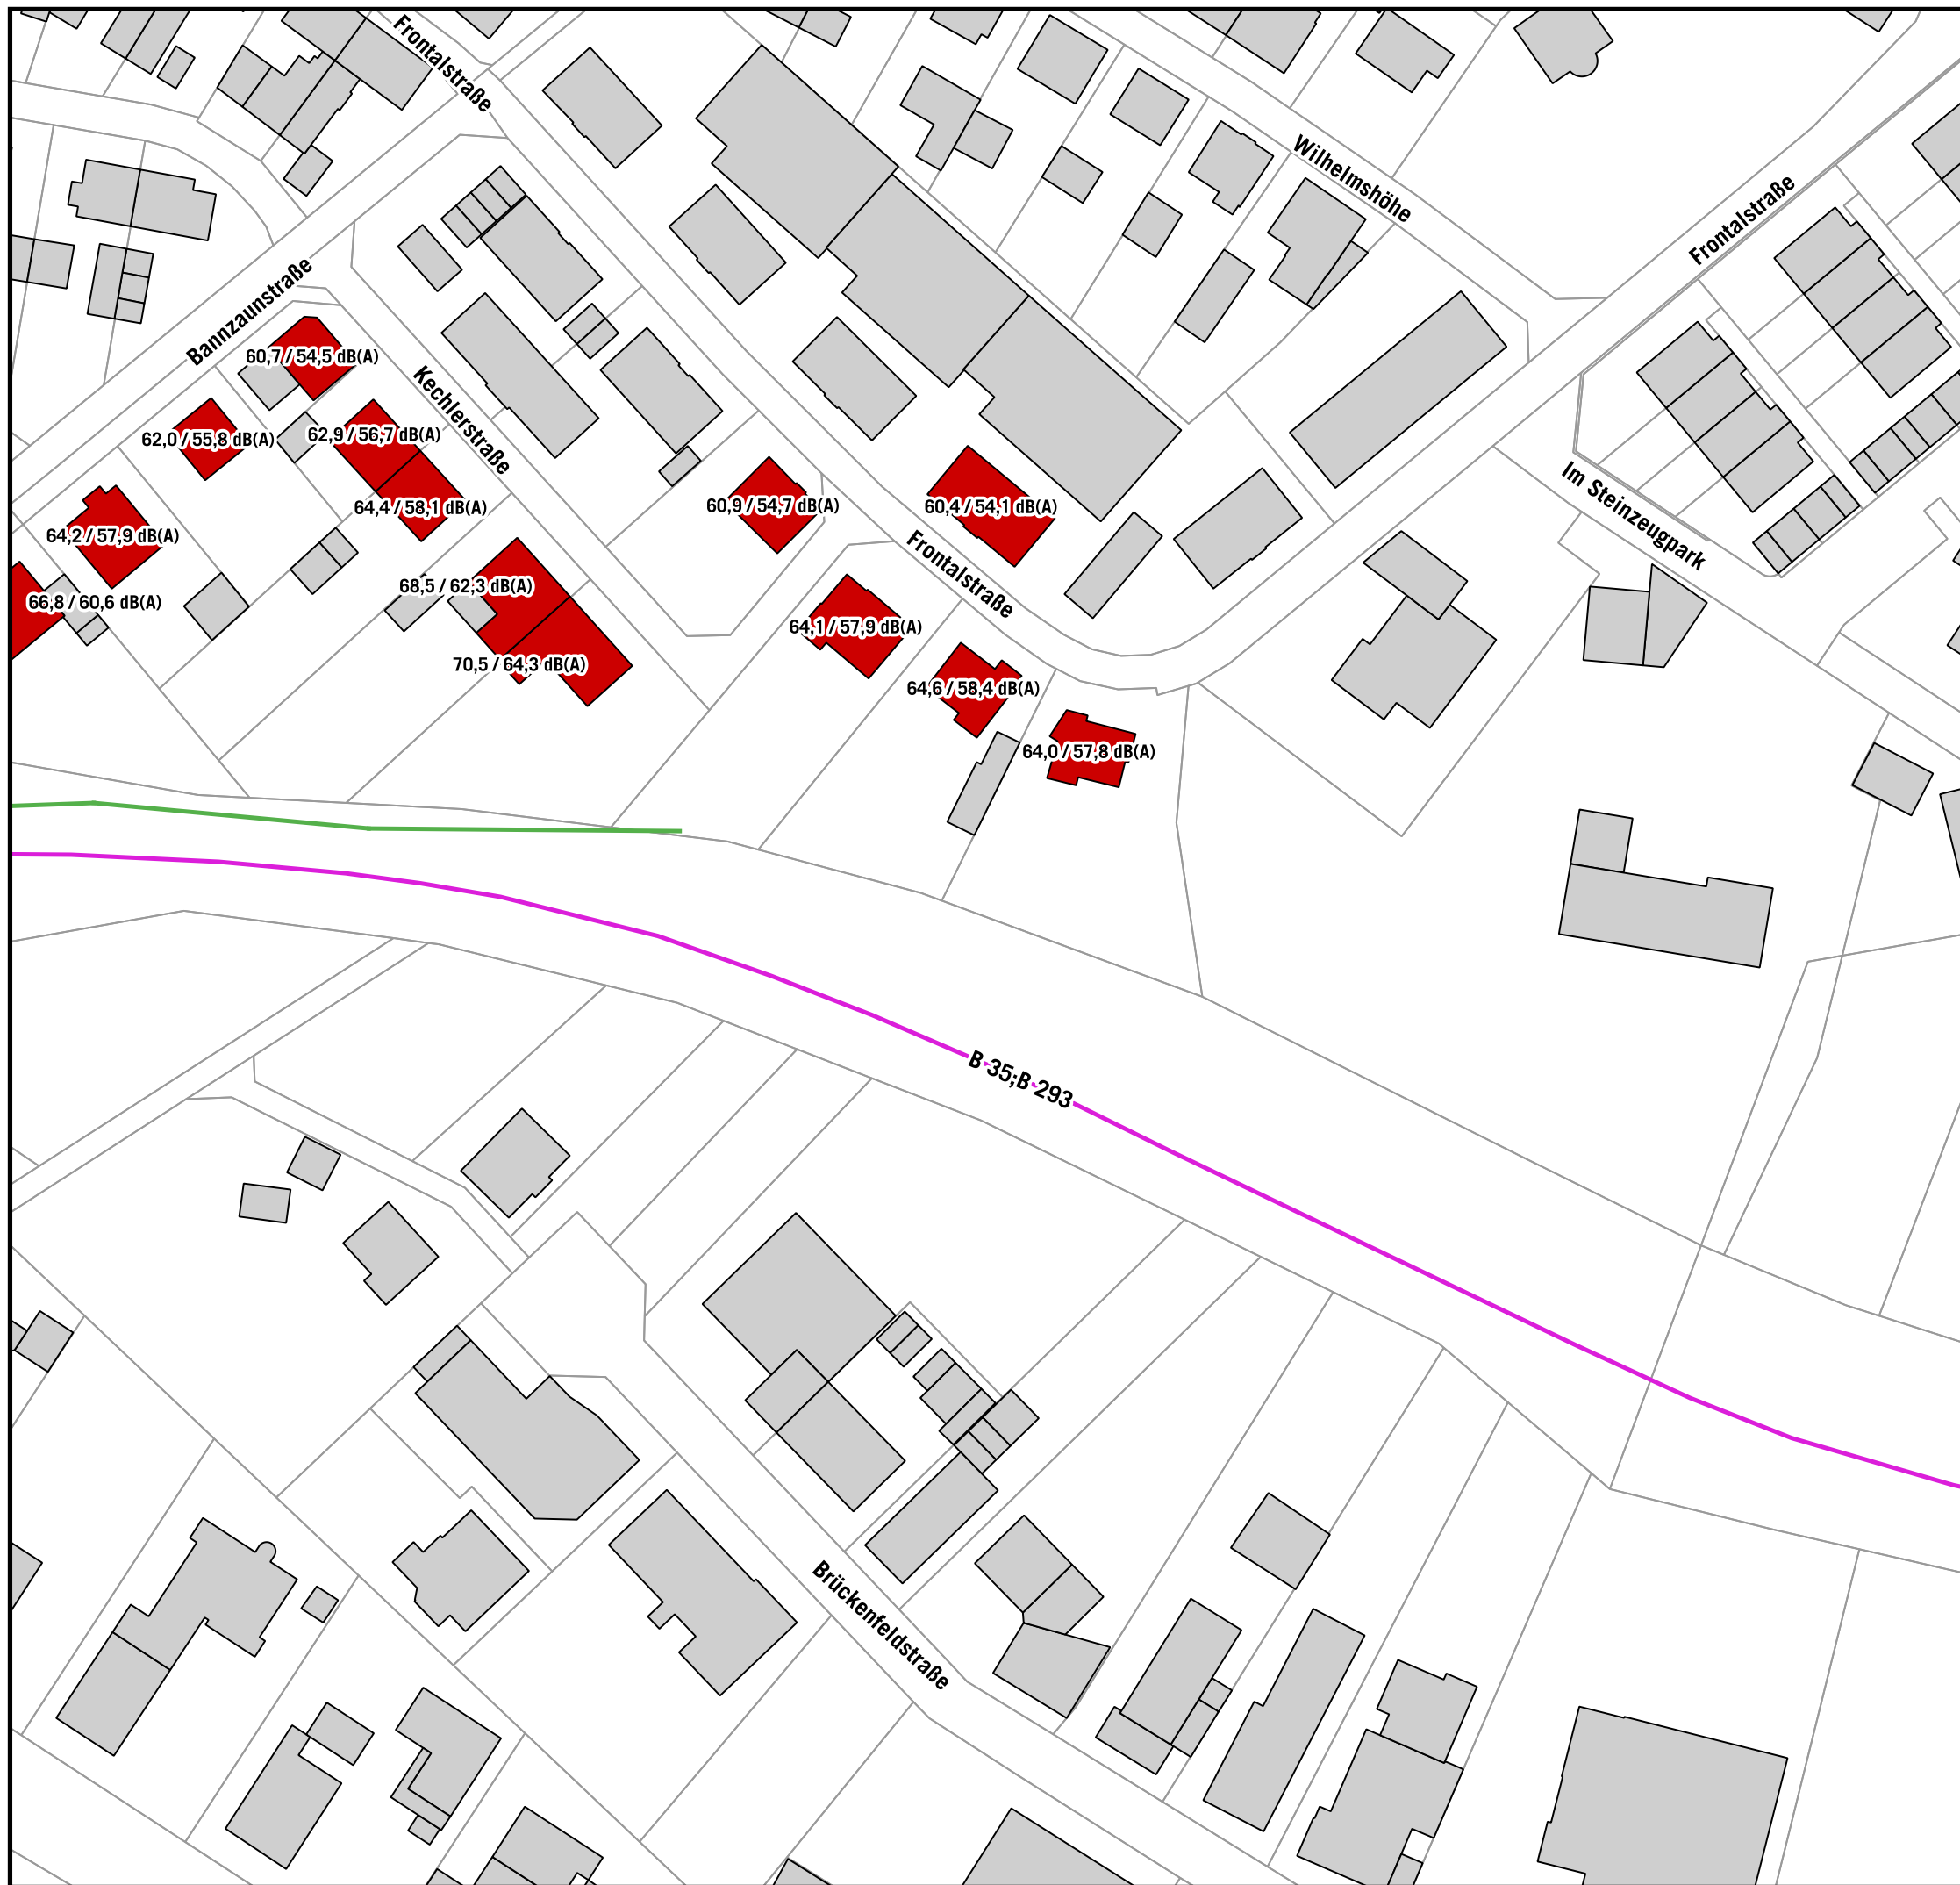 Frontalstraße
Wilhelmshöhe
Frontalstraße
Bannzaunstraße
60,7 / 54,5 dB(A)
Kechlerstraße
62,0 / 55,8 dB(A)
62,9 / 56,7 dB(A)
64,4 / 58,1 dB(A)
60,9 / 54,7 dB(A)
60,4 / 54,1 dB(A)
Im Steinzeugpark
64,2 / 57,9 dB(A)
Frontalstraße
68,5 / 62,3 dB(A)
66,8 / 60,6 dB(A)
64,1 / 57,9 dB(A)
70,5 / 64,3 dB(A)
64,6 / 58,4 dB(A)
64,0 / 57,8 dB(A)
B 35;B 293
Brückenfeldstraße